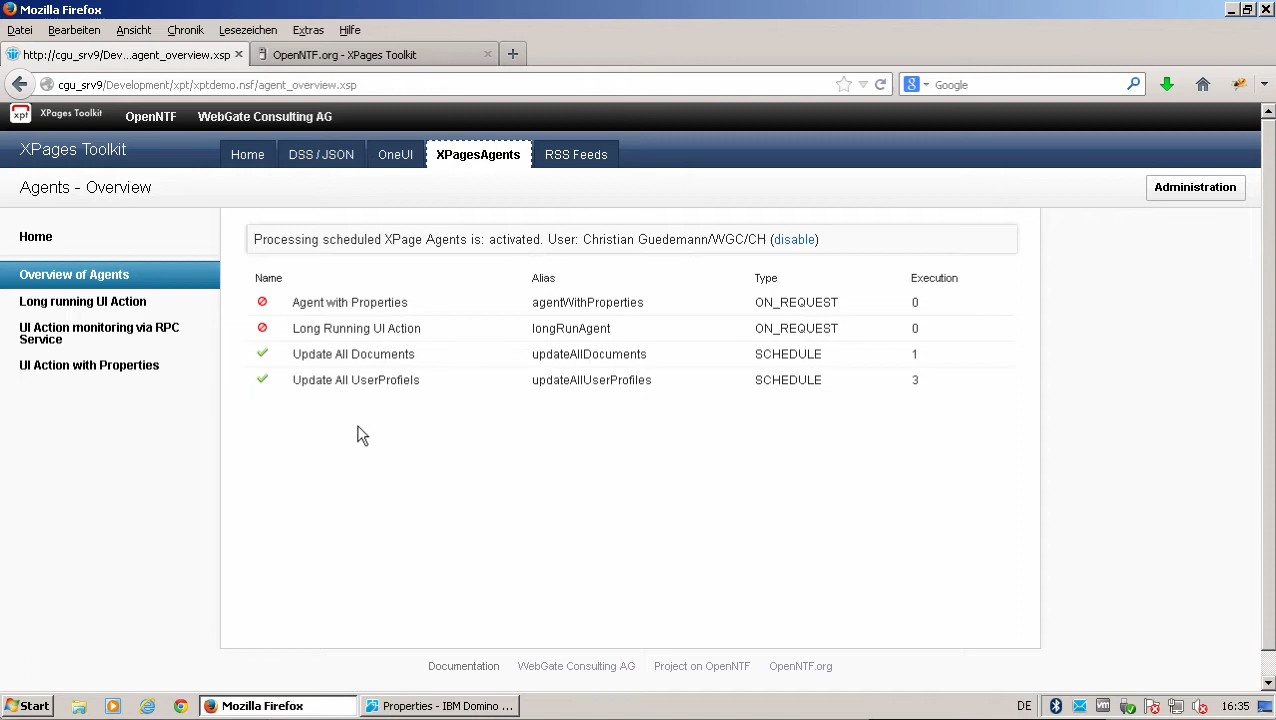 Mozilla Firefox
Datei Bearbeiten Ansicht Chronik Lesezeichen Extras Hilfe
http://cgu_srv9/Dev...agent_overview.xsp OpenNTF.org - XPages Toolkit
cgu_srv9/Development/xpt/xptdemo.nsf/agent_overview.xsp Google
xpt XPages Toolkit OpenNTF WebGate Consulting AG
XPages Toolkit Home DSS / JSON OneUI XPagesAgents RSS Feeds
Agents - Overview Administration
Home
Overview of Agents
Long running UI Action
UI Action monitoring via RPC
Service
UI Action with Properties
Processing scheduled XPage Agents is: activated. User: Christian Guedemann/WGC/CH (disable)
Name Alias Type Execution
Agent with Properties agentWithProperties ON_REQUEST 0
Long Running UI Action longRunAgent ON_REQUEST 0
Update All Documents updateAllDocuments SCHEDULE 1
Update All UserProfiels updateAllUserProfiles SCHEDULE 3
Documentation WebGate Consulting AG Project on OpenNTF OpenNTF.org
Start Mozilla Firefox Properties - IBM Domino ... DE 16:35